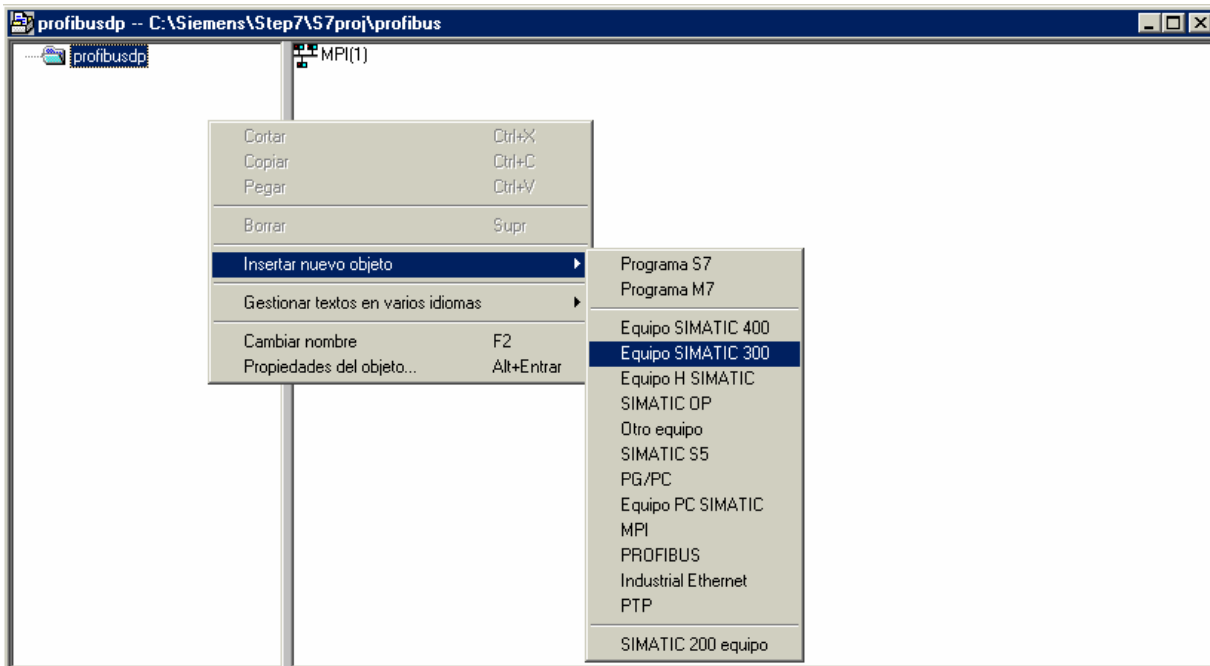 profibusdp -- C:\Siemens\Step7\S7proj\profibus
profibusdp
MPI(1)
Cortar Ctrl+X
Copiar Ctrl+C
Pegar Ctrl+V
Borrar Supr
Insertar nuevo objeto
Gestionar textos en varios idiomas
Cambiar nombre F2
Propiedades del objeto... Alt+Entrar
Programa S7
Programa M7
Equipo SIMATIC 400
Equipo SIMATIC 300
Equipo H SIMATIC
SIMATIC OP
Otro equipo
SIMATIC S5
PG/PC
Equipo PC SIMATIC
MPI
PROFIBUS
Industrial Ethernet
PTP
SIMATIC 200 equipo